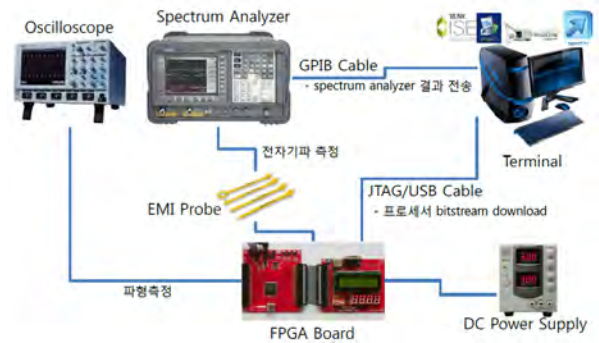 Spectrum Analyzer
Oscilloscope
XILINX
ISE
GPIB Cable
- spectrum analyzer 결과 전송
전자기파 측정
Terminal
EMI Probe
JTAG/USB Cable
- 프로세서 bitstream download
파형측정
FPGA Board
DC Power Supply